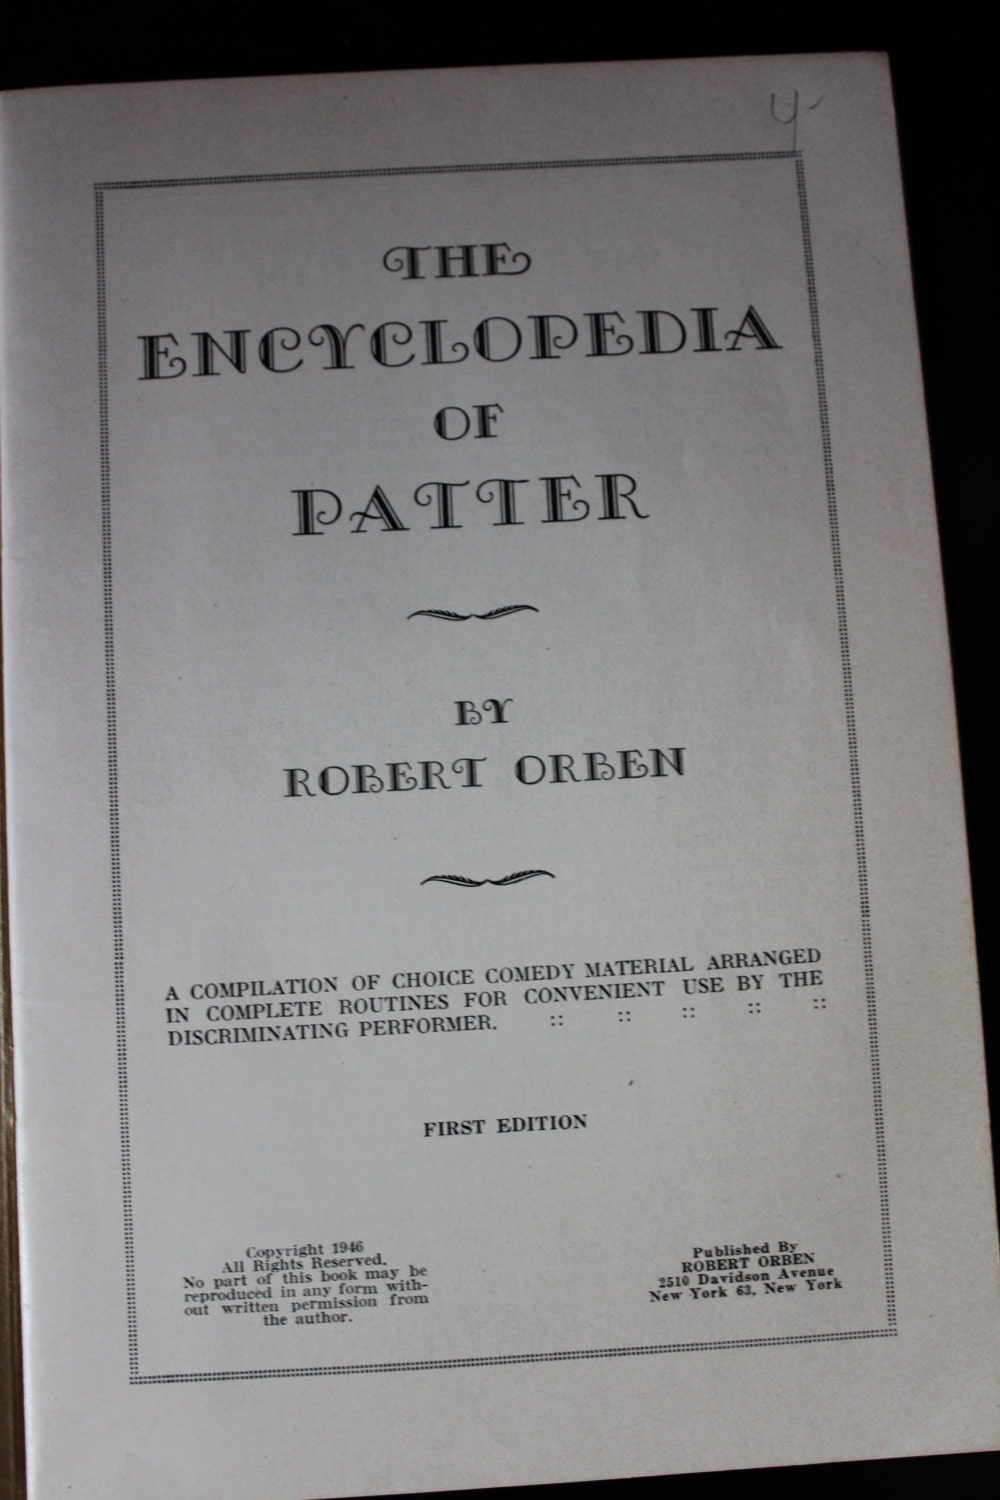 THE
ENCYCLOPEDIA
OF
PATTER
BY
ROBERT ORBEN
A COMPILATION OF CHOICE COMEDY MATERIAL ARRANGED
IN COMPLETE ROUTINES FOR CONVENIENT USE BY THE
DISCRIMINATING PERFORMER. :: :: :: :: ::
FIRST EDITION
Copyright 1946
All Rights Reserved.
No part of this book may be
reproduced in any form with-
out written permission from
the author.
Published By
ROBERT ORBEN
2510 Davidson Avenue
New York 63, New York